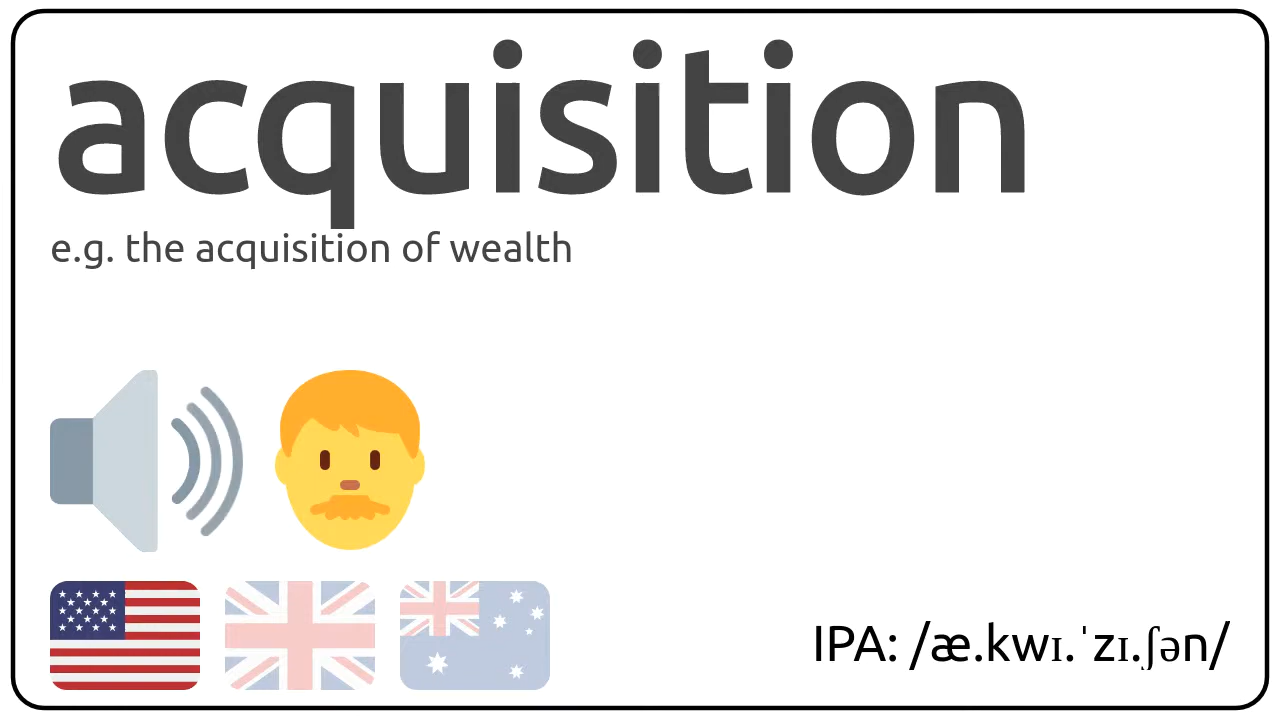 acquisition
e.g. the acquisition of wealth
IPA: /æ.kwɪ.ˈzɪ.ʃən/